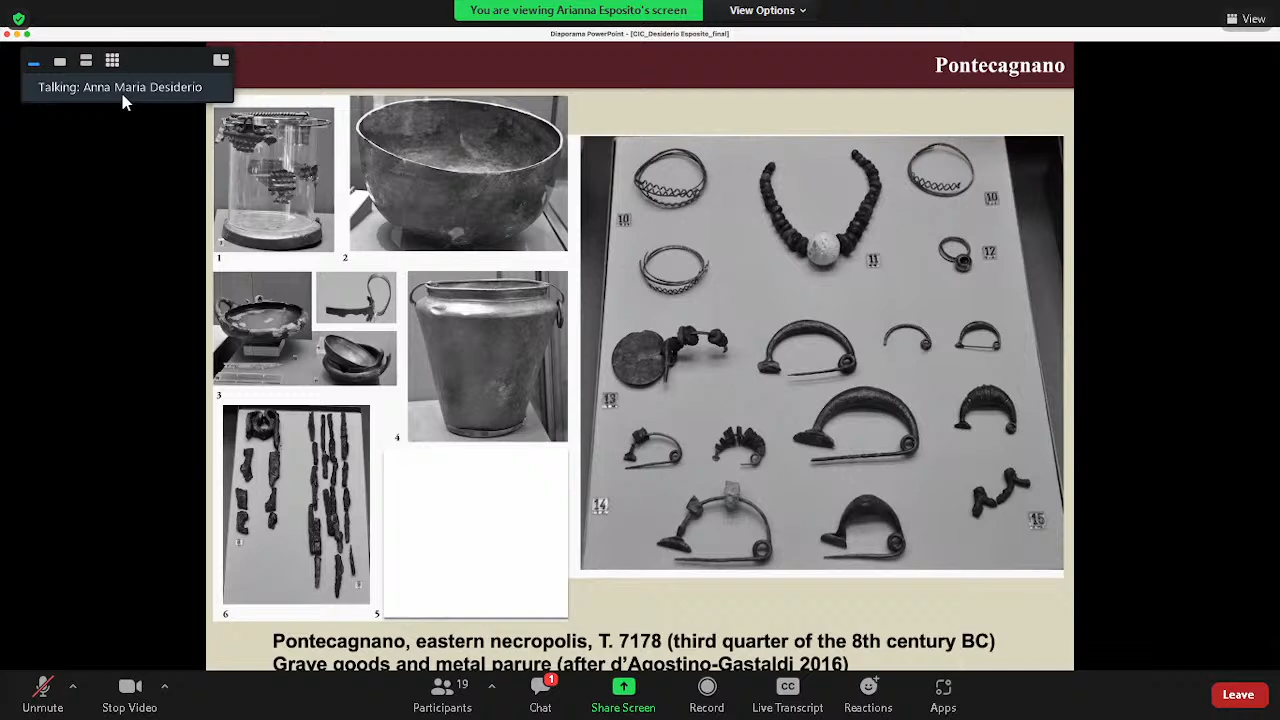 You are viewing Arianna Esposito's screen
View Options
View
Diaporama PowerPoint - [CIC_Desiderio Esposito_final]
Talking: Anna Maria Desiderio
Pontecagnano
1
2
3
4
6
5
10
11
10
12
13
14
15
8
9
Pontecagnano, eastern necropolis, T. 7178 (third quarter of the 8th century BC)
Grave goods and metal parure (after d'Agostino-Gastaldi 2016)
Unmute
Stop Video
19
Participants
1
Chat
Share Screen
Record
CC
Live Transcript
Reactions
Apps
Leave